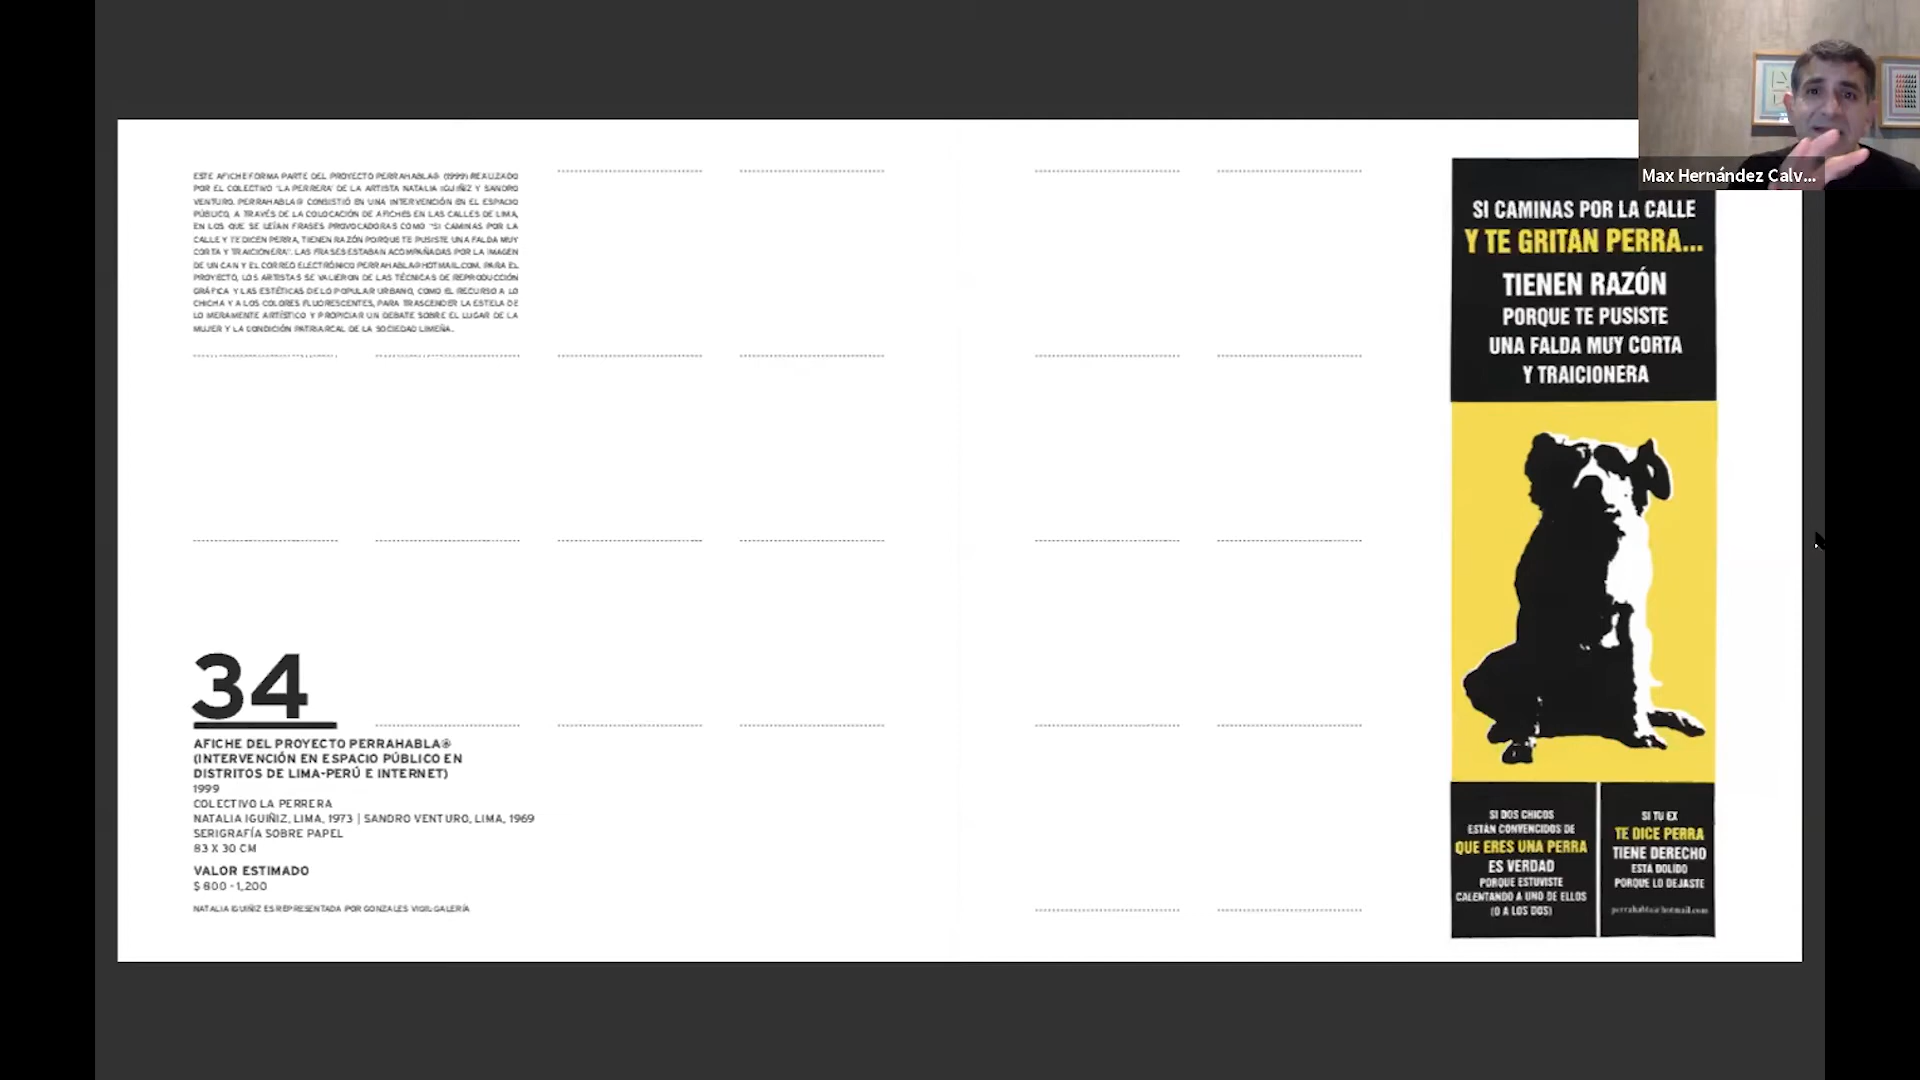 ESTE AFICHE FORMA PARTE DEL PROYECTO PERRAHABLA® (1999) REALIZADO
POR EL COLECTIVO 'LA PERRERA' DE LA ARTISTA NATALIA IGUIÑIZ Y SANDRO
VENTURO. PERRAHABLA® CONSISTIÓ EN UNA INTERVENCIÓN EN EL ESPACIO
PÚBLICO, A TRAVÉS DE LA COLOCACIÓN DE AFICHES EN LAS CALLES DE LIMA,
EN LOS QUE SE LEÍAN FRASES PROVOCADORAS COMO "SI CAMINAS POR LA
CALLE Y TE DICEN PERRA, TIENEN RAZÓN PORQUE TE PUSISTE UNA FALDA MUY
CORTA Y TRAICIONERA". LAS FRASES ESTABAN ACOMPAÑADAS POR LA IMAGEN
DE UN CAN Y EL CORREO ELECTRÓNICO PERRAHABLA@HOTMAIL.COM. PARA EL
PROYECTO, LOS ARTISTAS SE VALIERON DE LAS TÉCNICAS DE REPRODUCCIÓN
GRÁFICA Y LAS ESTÉTICAS DE LO POPULAR URBANO, COMO EL RECURSO A LO
CHICHA Y A LOS COLORES FLUORESCENTES, PARA TRASCENDER LA ESTELA DE
LO MERAMENTE ARTÍSTICO Y PROPICIAR UN DEBATE SOBRE EL LUGAR DE LA
MUJER Y LA CONDICIÓN PATRIARCAL DE LA SOCIEDAD LIMEÑA.
34
AFICHE DEL PROYECTO PERRAHABLA®
(INTERVENCIÓN EN ESPACIO PÚBLICO EN
DISTRITOS DE LIMA-PERÚ E INTERNET)
1999
COLECTIVO LA PERRERA
NATALIA IGUIÑIZ, LIMA, 1973 | SANDRO VENTURO, LIMA, 1969
SERIGRAFÍA SOBRE PAPEL
83 X 30 CM
VALOR ESTIMADO
$ 800 - 1,200
NATALIA IGUIÑIZ ES REPRESENTADA POR GONZALES VIGIL GALERÍA
Max Hernández Calv...
SI CAMINAS POR LA CALLE
Y TE GRITAN PERRA...
TIENEN RAZÓN
PORQUE TE PUSISTE
UNA FALDA MUY CORTA
Y TRAICIONERA
SI DOS CHICOS
ESTÁN CONVENCIDOS DE
QUE ERES UNA PERRA
ES VERDAD
PORQUE ESTUVISTE
CALENTANDO A UNO DE ELLOS
(O A LOS DOS)
SI TU EX
TE DICE PERRA
TIENE DERECHO
ESTÁ DOLIDO
PORQUE LO DEJASTE
perrahabla@hotmail.com